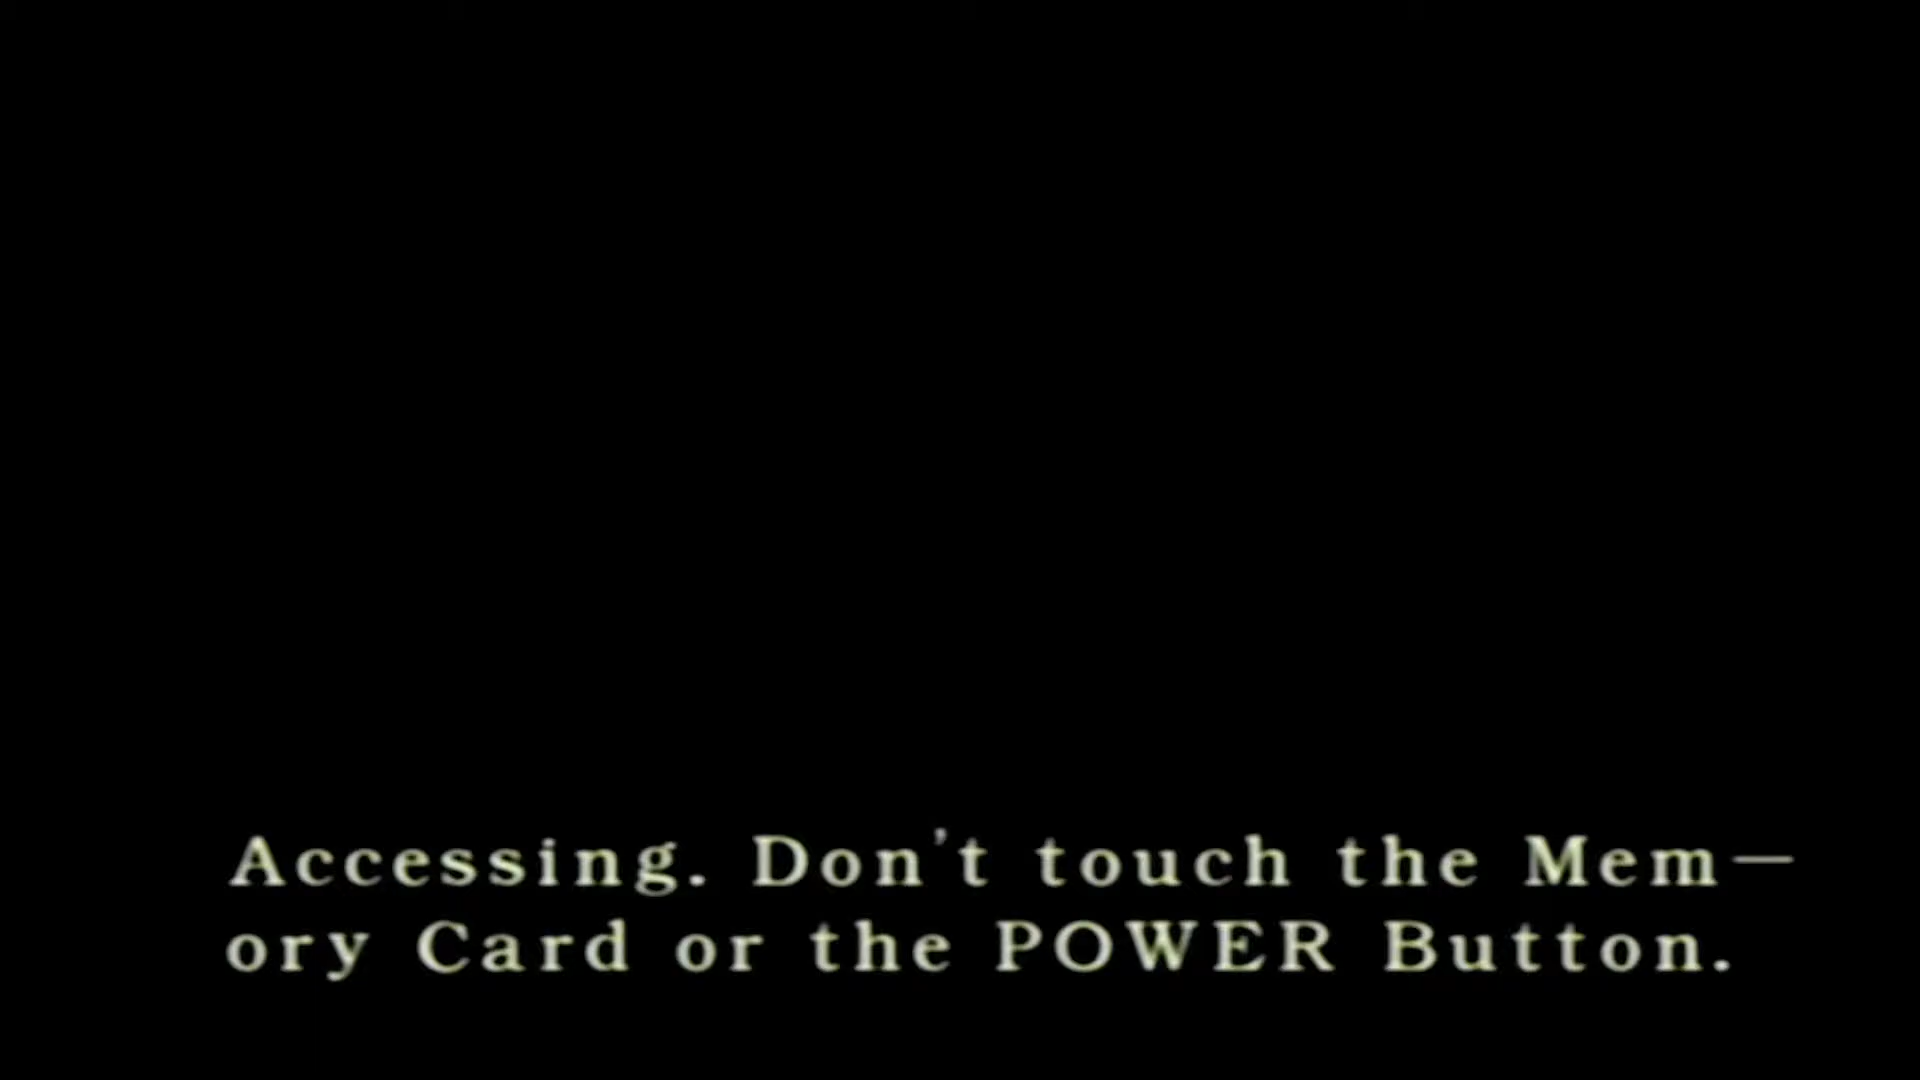 Accessing. Don't touch the Mem—
ory Card or the POWER Button.